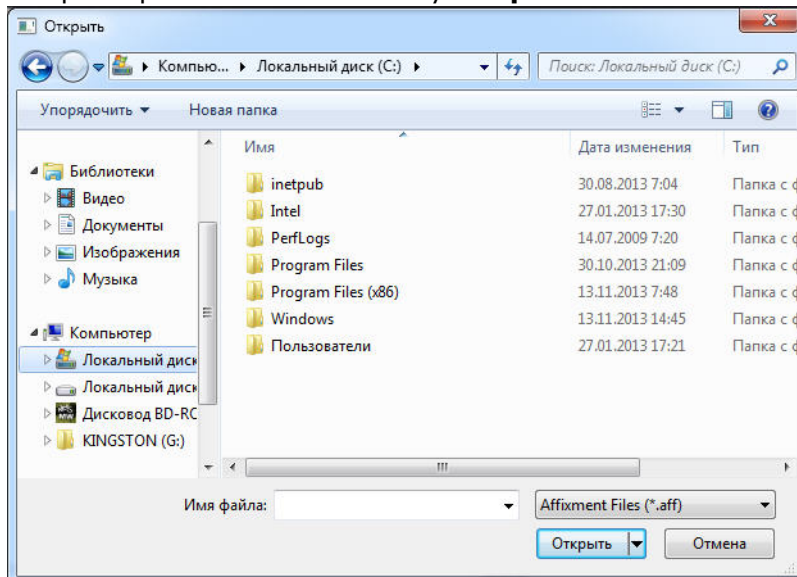 Открыть
Компью... Локальный диск (C:)
Поиск: Локальный диск (C:)
Упорядочить Новая папка
Имя Дата изменения Тип
Библиотеки
Видео
Документы
Изображения
Музыка
Компьютер
Локальный диск
Локальный диск
Дисковод BD-RO
KINGSTON (G:)
inetpub 30.08.2013 7:04 Папка с ф
Intel 27.01.2013 17:30 Папка с ф
PerfLogs 14.07.2009 7:20 Папка с ф
Program Files 30.10.2013 21:09 Папка с ф
Program Files (x86) 13.11.2013 7:48 Папка с ф
Windows 13.11.2013 14:45 Папка с ф
Пользователи 27.01.2013 17:21 Папка с ф
Имя файла:
Affixment Files (*.aff)
Открыть Отмена